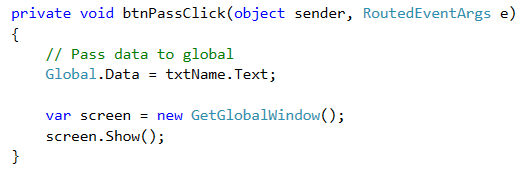 private void btnPassClick(object sender, RoutedEventArgs e)
{
    // Pass data to global
    Global.Data = txtName.Text;

    var screen = new GetGlobalWindow();
    screen.Show();
}